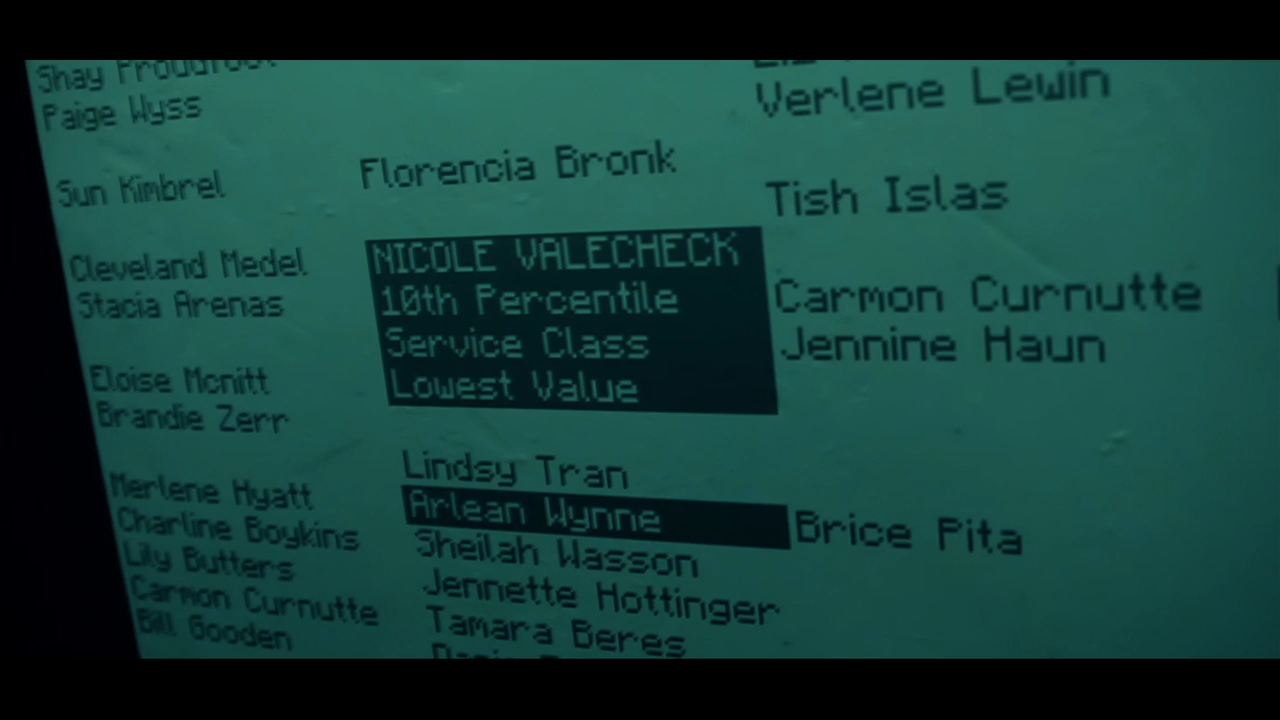 Shay Proudfoot
Paige Wyss
Sun Kimbrel
Cleveland Medel
Stacia Arenas
Eloise Mcnitt
Brandie Zerr
Merlene Hyatt
Charline Boykins
Lily Butters
Carmon Curnutte
Bill Gooden
Florencia Bronk
NICOLE VALECHECK
10th Percentile
Service Class
Lowest Value
Lindsy Tran
Arlean Wynne
Sheilah Wasson
Jennette Hottinger
Tamara Beres
Verlene Lewin
Tish Islas
Carmon Curnutte
Jennine Haun
Brice Pita